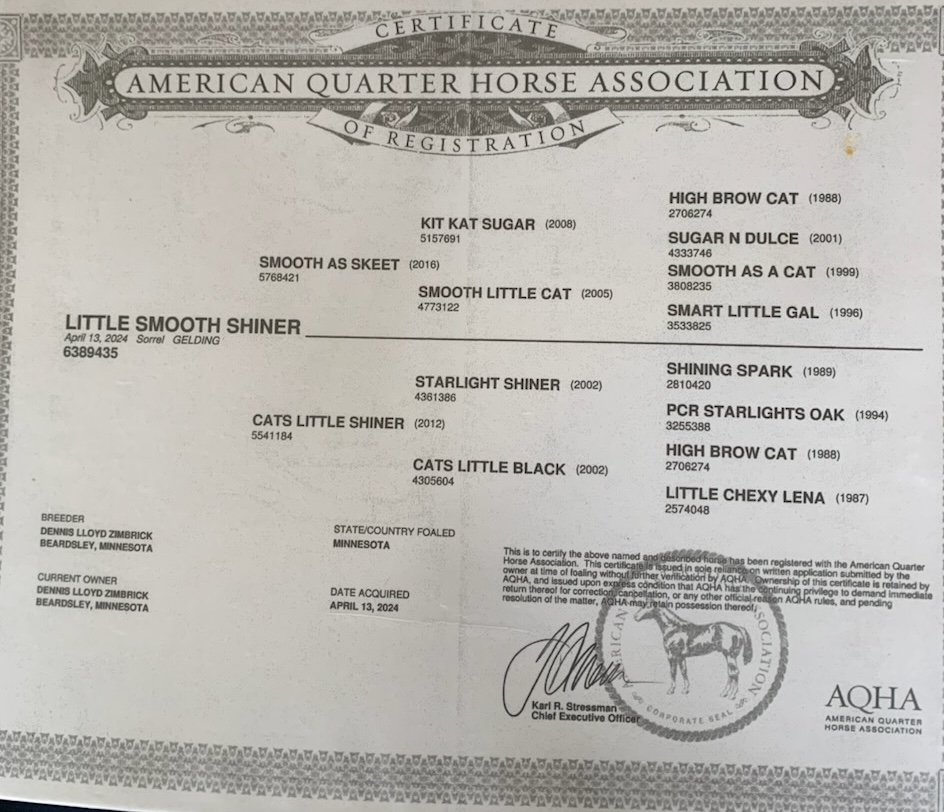 CERTIFICATE
AMERICAN QUARTER HORSE ASSOCIATION
OF REGISTRATION
HIGH BROW CAT (1988)
2706274
KIT KAT SUGAR (2008)
5157691
SUGAR N DULCE (2001)
4333746
SMOOTH AS SKEET (2016)
5768421
SMOOTH AS A CAT (1999)
3808235
SMOOTH LITTLE CAT (2005)
4773122
SMART LITTLE GAL (1996)
3533825
LITTLE SMOOTH SHINER
April 13, 2024 Sorrel GELDING
6389435
SHINING SPARK (1989)
2810420
STARLIGHT SHINER (2002)
4361386
PCR STARLIGHTS OAK (1994)
3255388
CATS LITTLE SHINER (2012)
5541184
HIGH BROW CAT (1988)
2706274
CATS LITTLE BLACK (2002)
4305604
LITTLE CHEXY LENA (1987)
2574048
BREEDER
DENNIS LLOYD ZIMBRICK
BEARDSLEY, MINNESOTA
STATE/COUNTRY FOALED
MINNESOTA
CURRENT OWNER
DENNIS LLOYD ZIMBRICK
BEARDSLEY, MINNESOTA
DATE ACQUIRED
APRIL 13, 2024
This is to certify the above named and described horse has been registered with the American Quarter
Horse Association. This certificate is issued in sole reliance on written application submitted by the
owner at time of foaling without further verification by AQHA. Ownership of this certificate is retained by
AQHA, and issued upon express condition that AQHA has the continuing privilege to demand immediate
return thereof for correction, cancellation, or any other official reason AQHA rules, and pending
resolution of the matter, AQHA may retain possession thereof.
Karl R. Stressman
Chief Executive Officer
AMERICAN ASSOCIATION
CORPORATE SEAL
AQHA
AMERICAN QUARTER
HORSE ASSOCIATION